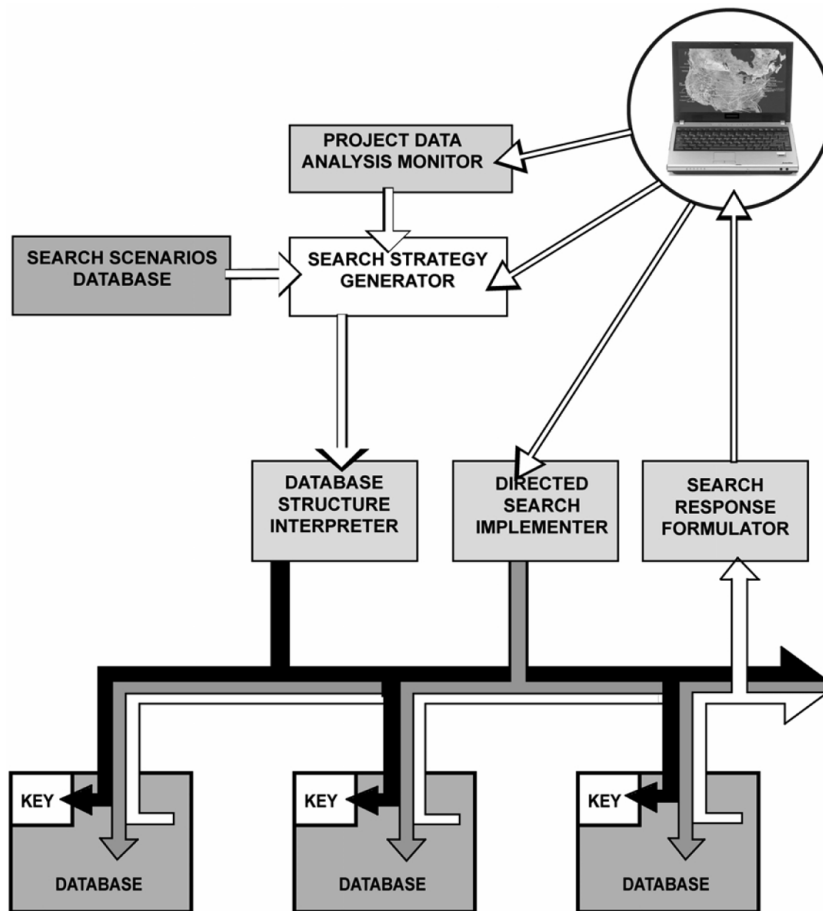 PROJECT DATA
ANALYSIS MONITOR
SEARCH SCENARIOS
DATABASE
SEARCH STRATEGY
GENERATOR
DATABASE
STRUCTURE
INTERPRETER
DIRECTED
SEARCH
IMPLEMENTER
SEARCH
RESPONSE
FORMULATOR
KEY
KEY
KEY
DATABASE
DATABASE
DATABASE